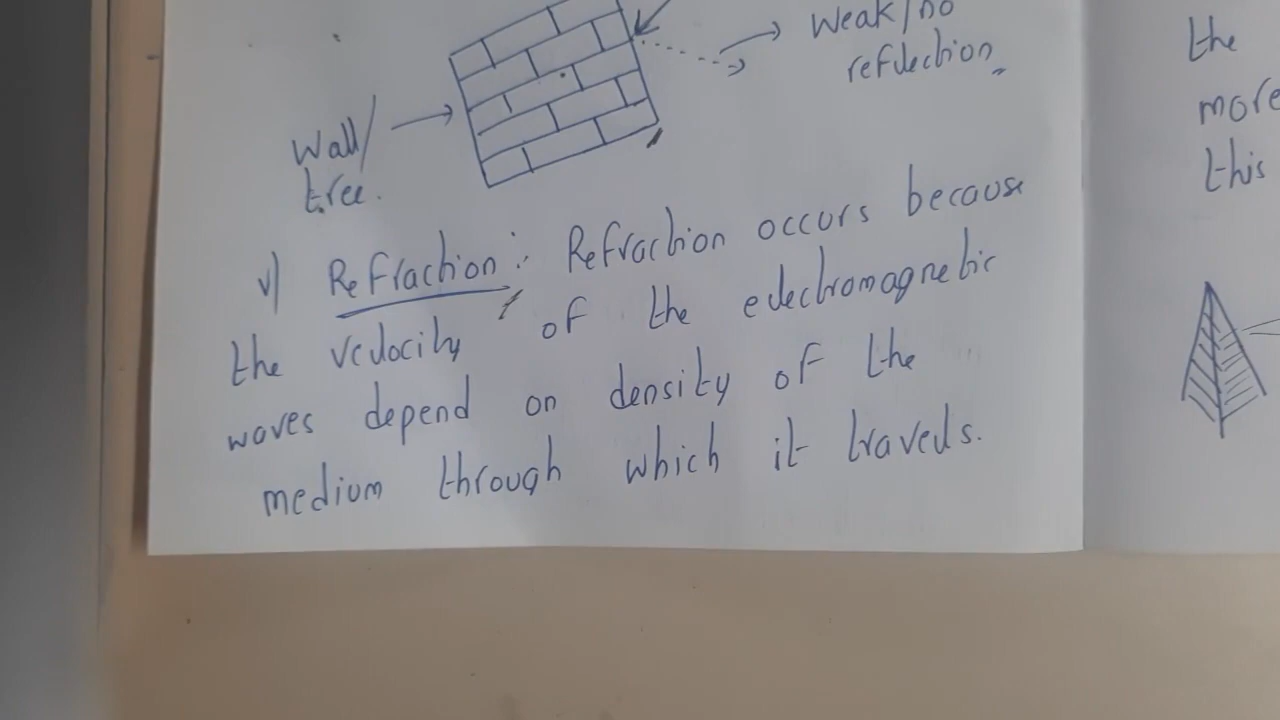 Weak/no
reflection
Wall/
tree.
v) Refraction: Refraction occurs because
the velocity of the electromagnetic
waves depend on density of the
medium through which it travels.
the
more
this